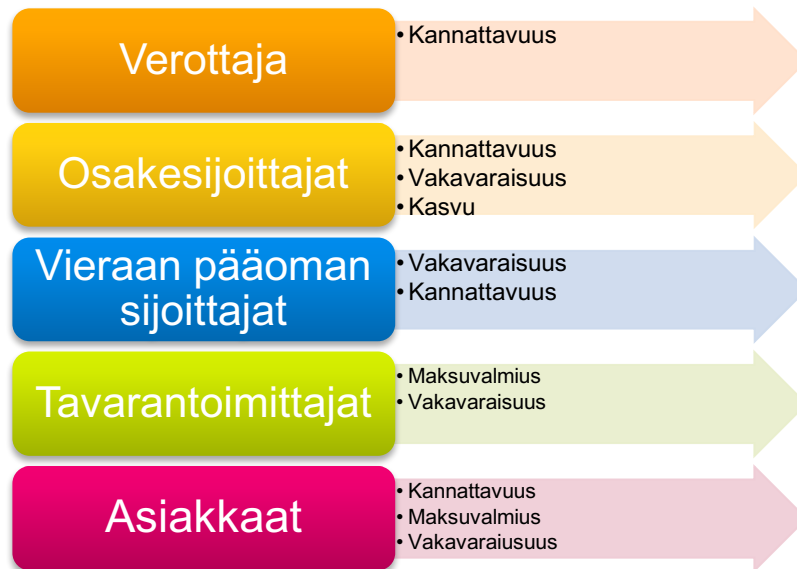 Verottaja
• Kannattavuus
Osakesijoittajat
• Kannattavuus
• Vakavaraisuus
• Kasvu
Vieraan pääoman
sijoittajat
• Vakavaraisuus
• Kannattavuus
Tavarantoimittajat
• Maksuvalmius
• Vakavaraisuus
Asiakkaat
• Kannattavuus
• Maksuvalmius
• Vakavaraiusuus